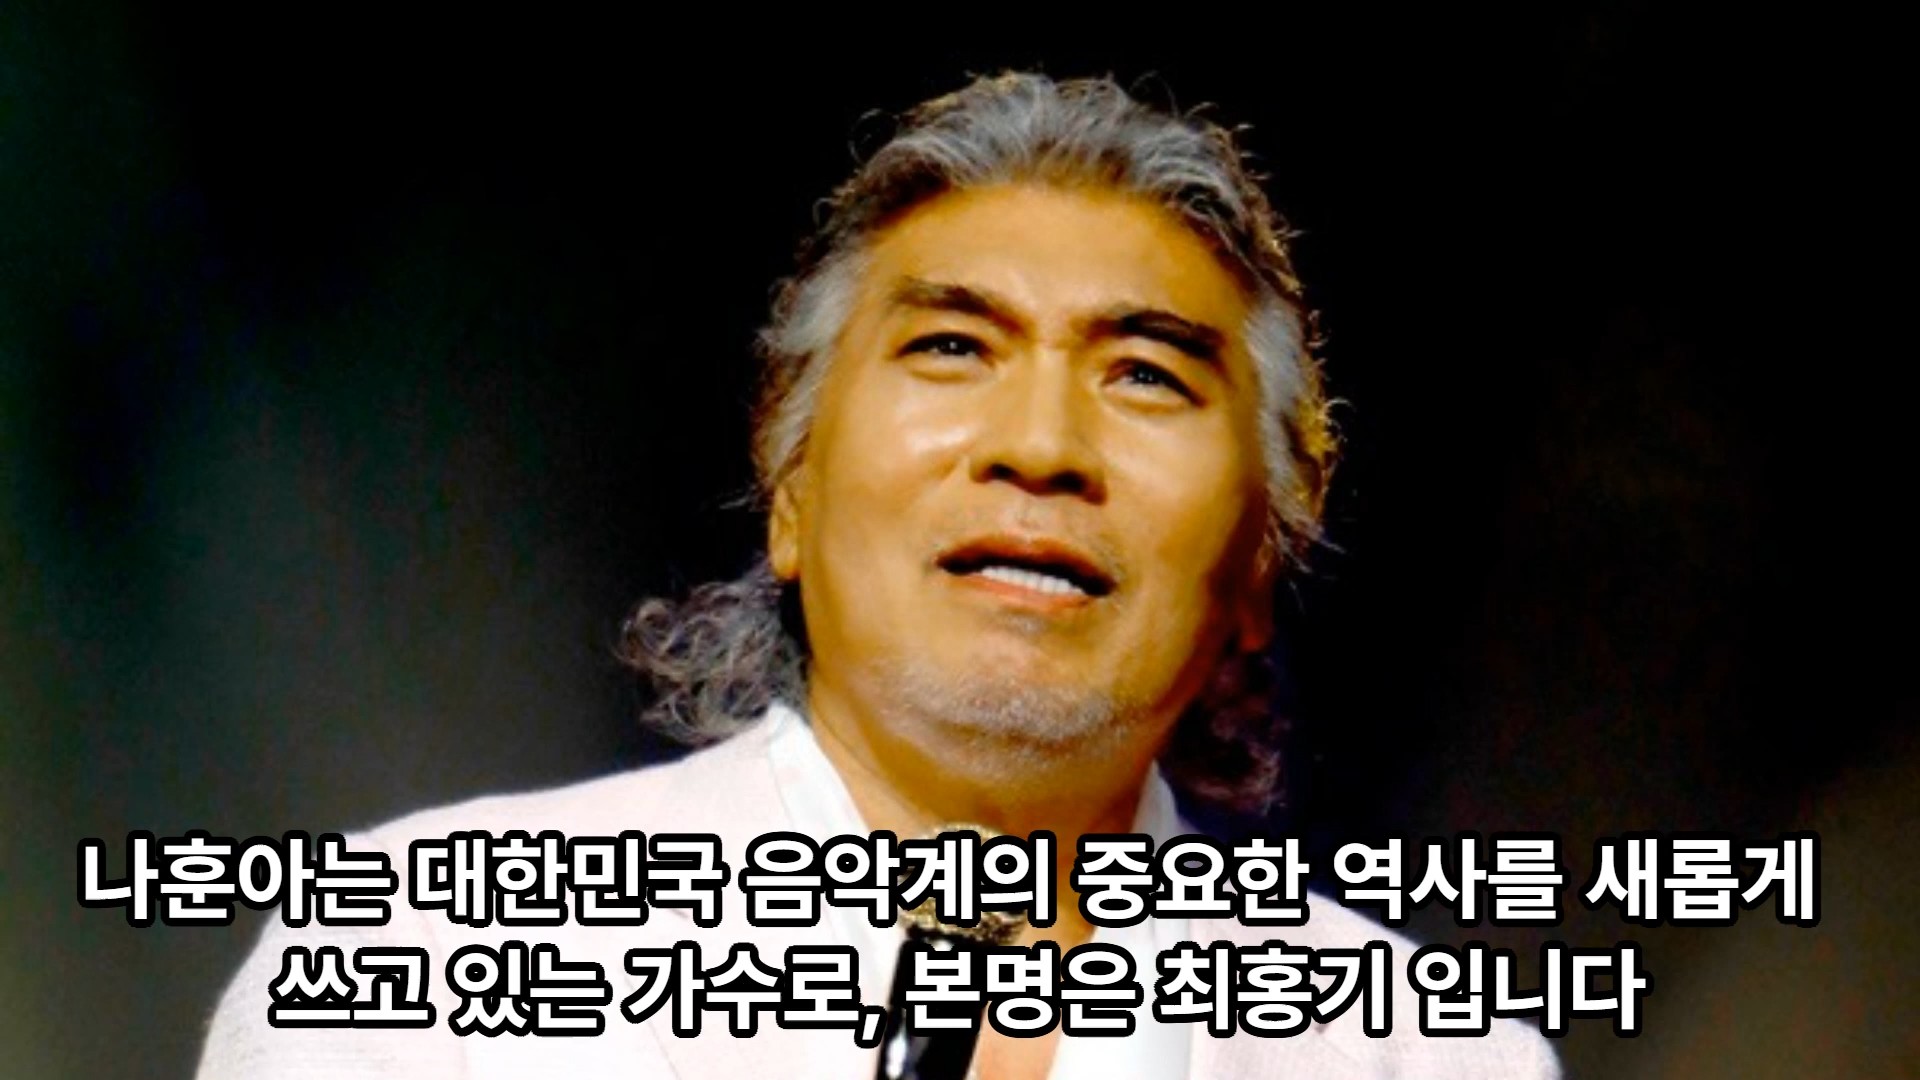 나훈아는 대한민국 음악계의 중요한 역사를 새롭게
쓰고 있는 가수로, 본명은 최홍기 입니다